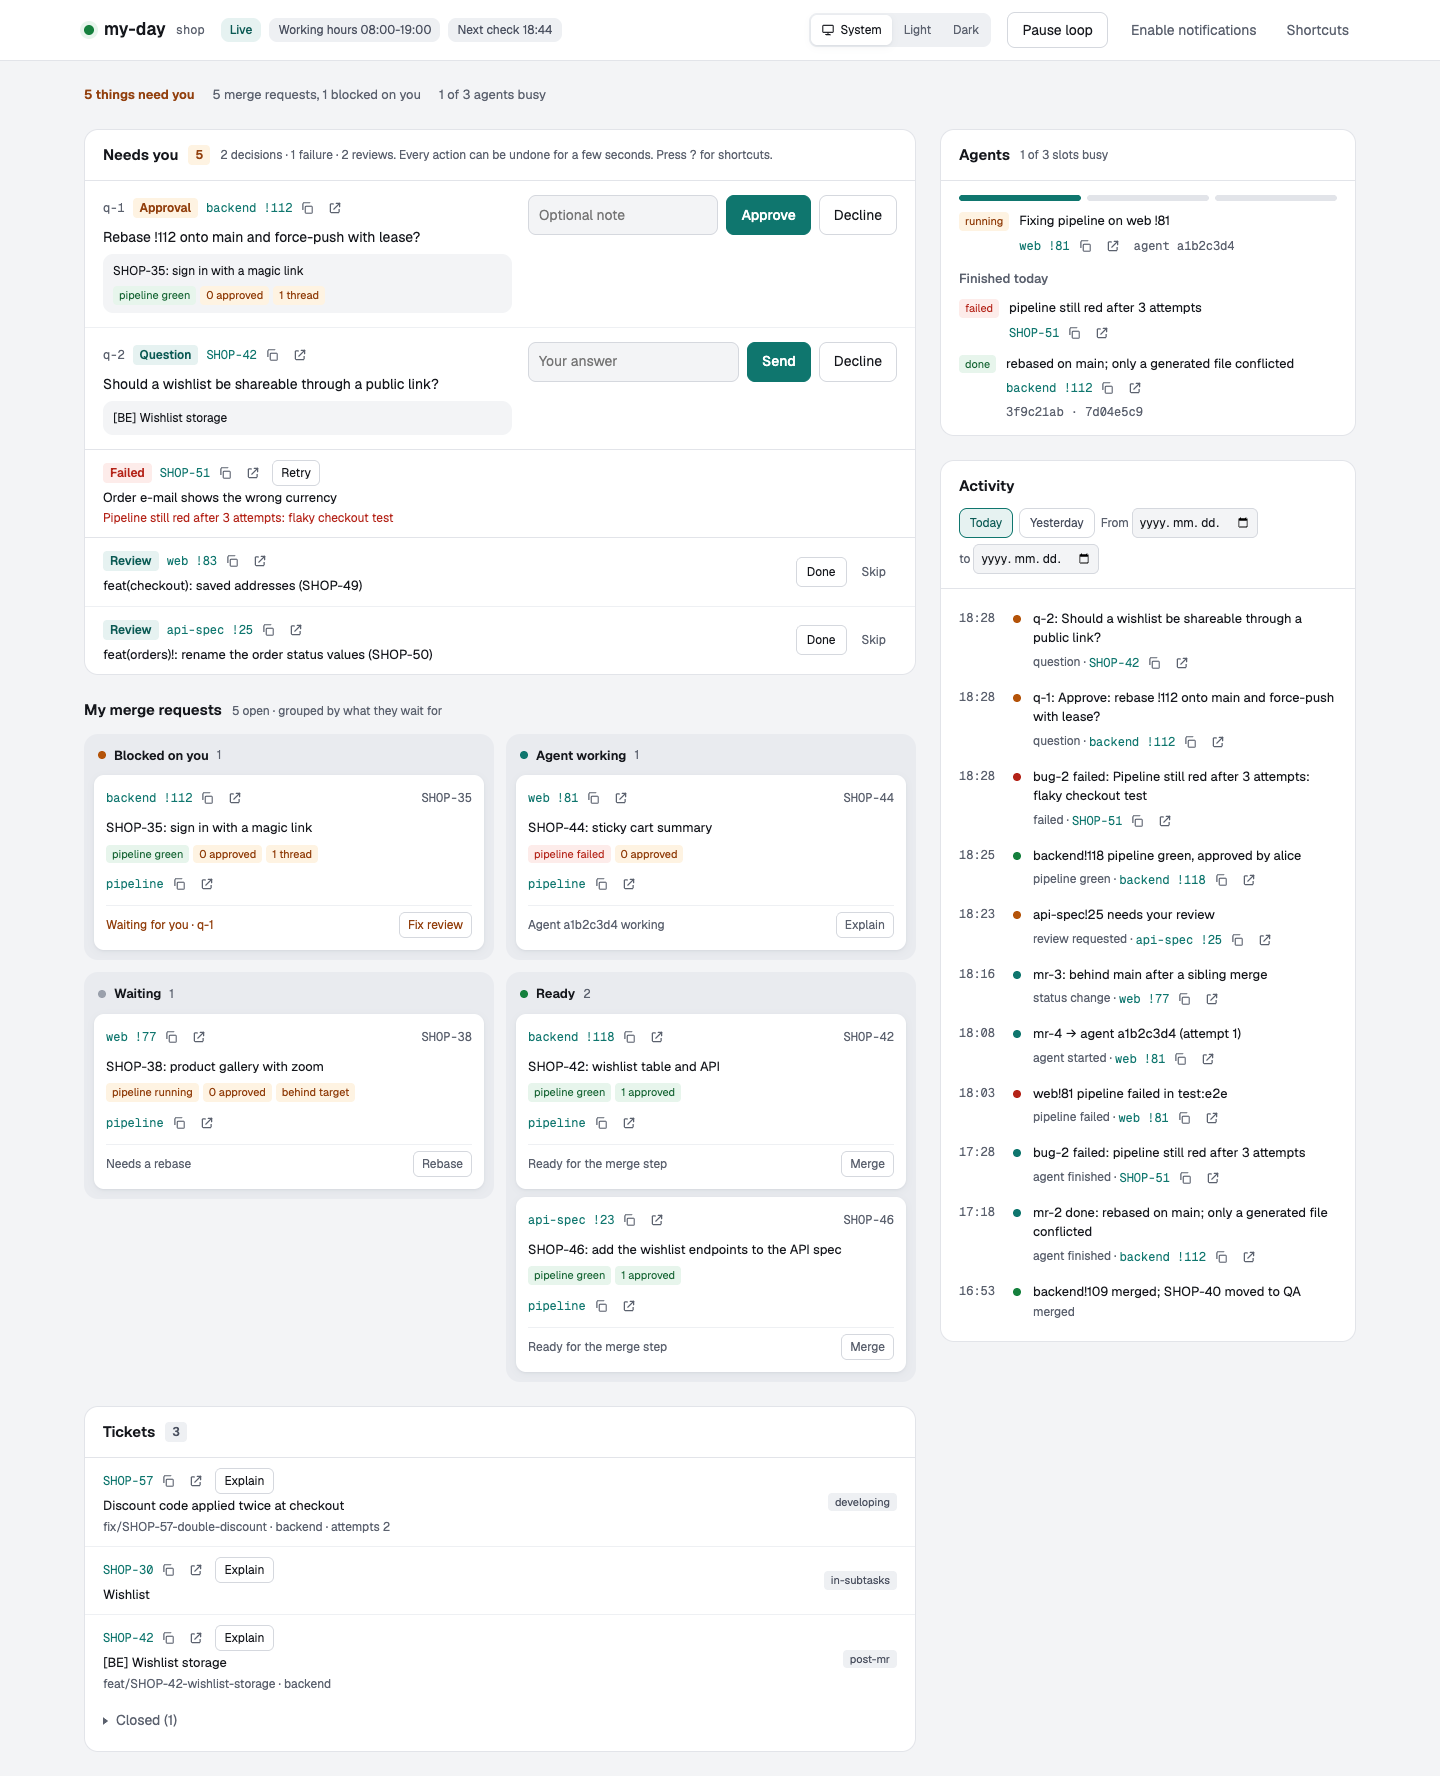 my-day shop Live Working hours 08:00-19:00 Next check 18:44 System Light Dark Pause loop Enable notifications Shortcuts
5 things need you 5 merge requests, 1 blocked on you 1 of 3 agents busy
Needs you 5 2 decisions · 1 failure · 2 reviews. Every action can be undone for a few seconds. Press ? for shortcuts.
q-1 Approval backend !112
Optional note Approve Decline
Rebase !112 onto main and force-push with lease?
SHOP-35: sign in with a magic link
pipeline green 0 approved 1 thread
q-2 Question SHOP-42
Your answer Send Decline
Should a wishlist be shareable through a public link?
[BE] Wishlist storage
Failed SHOP-51 Retry
Order e-mail shows the wrong currency
Pipeline still red after 3 attempts: flaky checkout test
Review web !83
Done Skip
feat(checkout): saved addresses (SHOP-49)
Review api-spec !25
Done Skip
feat(orders)!: rename the order status values (SHOP-50)
My merge requests 5 open · grouped by what they wait for
Blocked on you 1
backend !112 SHOP-35
SHOP-35: sign in with a magic link
pipeline green 0 approved 1 thread
pipeline
Waiting for you · q-1 Fix review
Agent working 1
web !81 SHOP-44
SHOP-44: sticky cart summary
pipeline failed 0 approved
pipeline
Agent a1b2c3d4 working Explain
Waiting 1
web !77 SHOP-38
SHOP-38: product gallery with zoom
pipeline running 0 approved behind target
pipeline
Needs a rebase Rebase
Ready 2
backend !118 SHOP-42
SHOP-42: wishlist table and API
pipeline green 1 approved
pipeline
Ready for the merge step Merge
api-spec !23 SHOP-46
SHOP-46: add the wishlist endpoints to the API spec
pipeline green 1 approved
pipeline
Ready for the merge step Merge
Tickets 3
SHOP-57 Explain
Discount code applied twice at checkout
fix/SHOP-57-double-discount · backend · attempts 2
developing
SHOP-30 Explain
Wishlist
in-subtasks
SHOP-42 Explain
[BE] Wishlist storage
feat/SHOP-42-wishlist-storage · backend
post-mr
Closed (1)
Agents 1 of 3 slots busy
running Fixing pipeline on web !81
web !81 agent a1b2c3d4
Finished today
failed pipeline still red after 3 attempts
SHOP-51
done rebased on main; only a generated file conflicted
backend !112
3f9c21ab · 7d04e5c9
Activity
Today Yesterday From yyyy. mm. dd.
to yyyy. mm. dd.
18:28 q-2: Should a wishlist be shareable through a
public link?
question · SHOP-42
18:28 q-1: Approve: rebase !112 onto main and force-push
with lease?
question · backend !112
18:28 bug-2 failed: Pipeline still red after 3 attempts:
flaky checkout test
failed · SHOP-51
18:25 backend!118 pipeline green, approved by alice
pipeline green · backend !118
18:23 api-spec!25 needs your review
review requested · api-spec !25
18:16 mr-3: behind main after a sibling merge
status change · web !77
18:08 mr-4 → agent a1b2c3d4 (attempt 1)
agent started · web !81
18:03 web!81 pipeline failed in test:e2e
pipeline failed · web !81
17:28 bug-2 failed: pipeline still red after 3 attempts
agent finished · SHOP-51
17:18 mr-2 done: rebased on main; only a generated file
conflicted
agent finished · backend !112
16:53 backend!109 merged; SHOP-40 moved to QA
merged